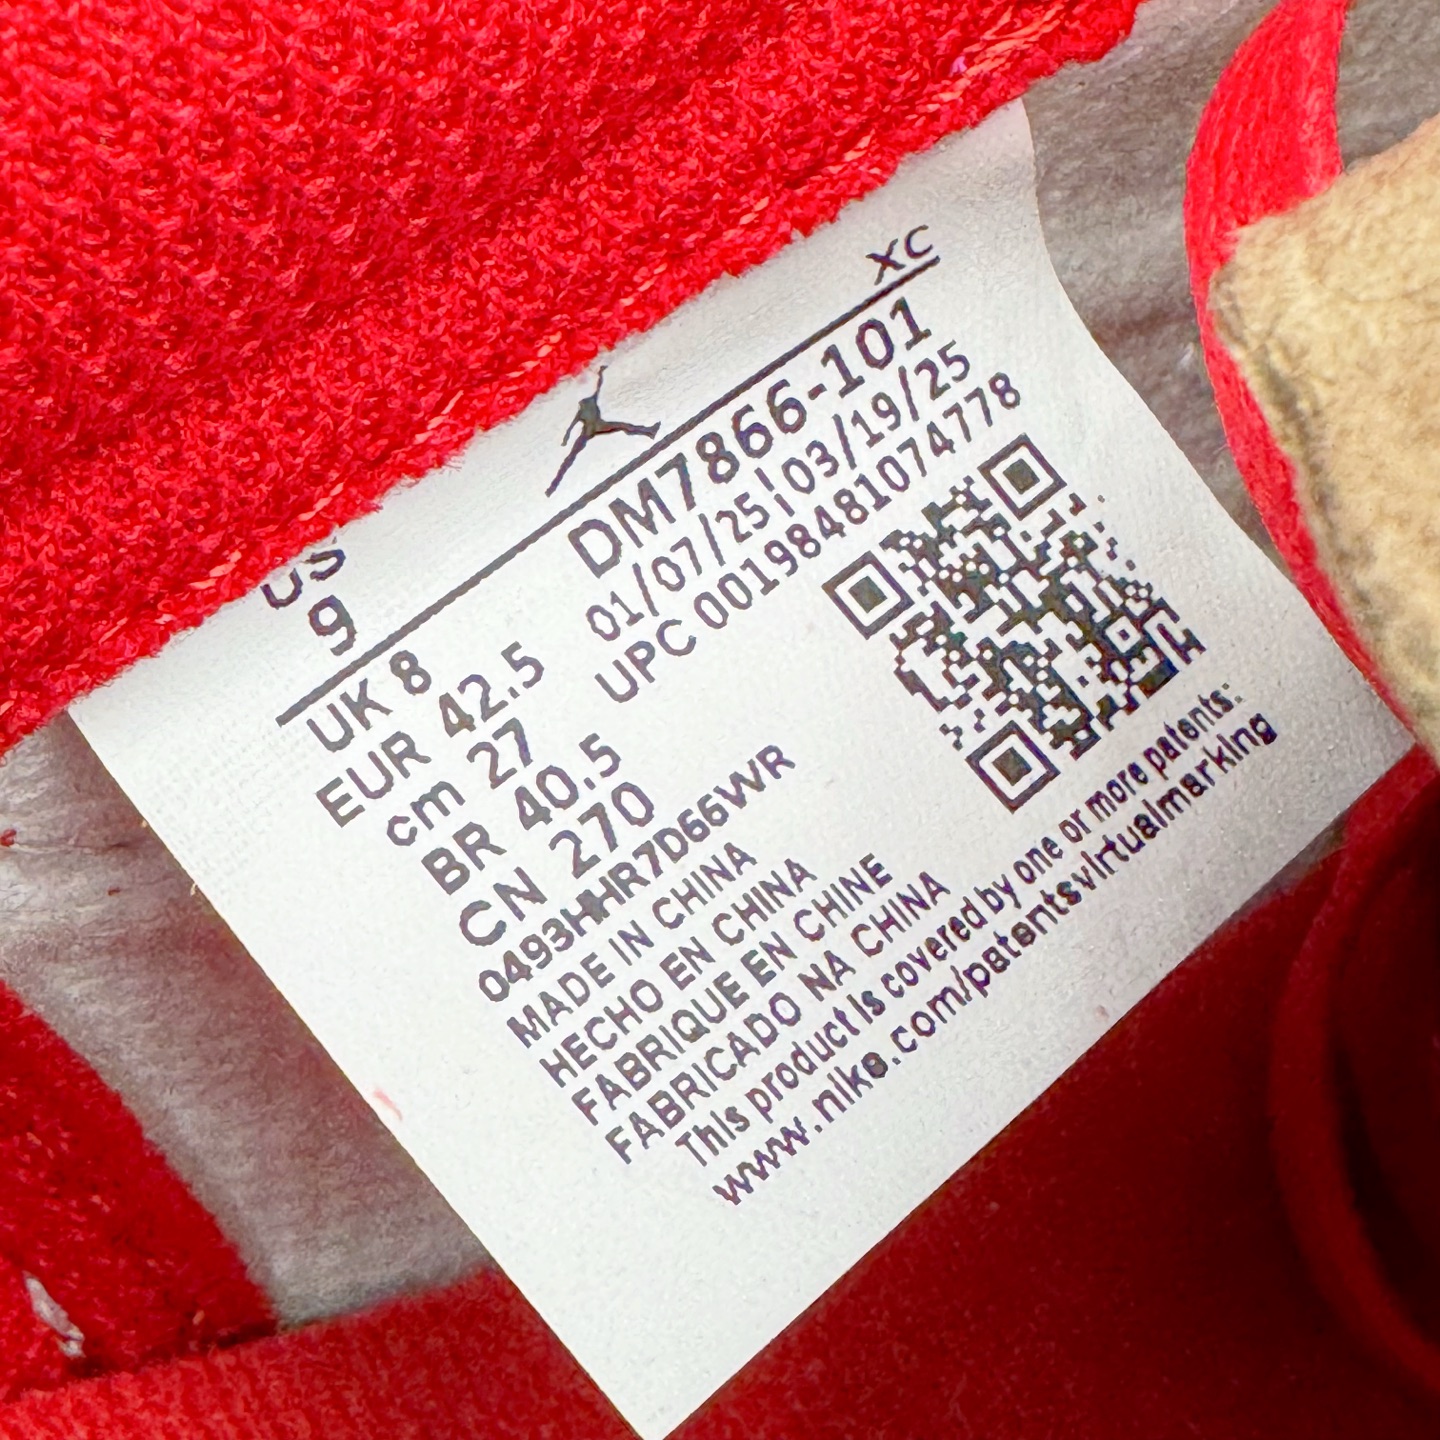 XC
US
9
DM7866-101
01/07/25 03/19/25
UPC 00198481074778
UK 8
EUR 42.5
cm 27
BR 40.5
CN 270
0493HHR7D66WR
MADE IN CHINA
HECHO EN CHINA
FABRIQUE EN CHINE
FABRICADO NA CHINA
This product is covered by one or more patents:
www.nike.com/patentsvirtualmarking